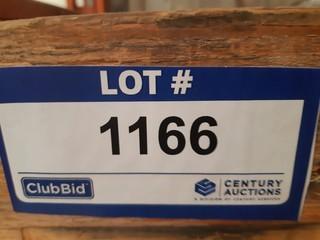 LOT #
1166
ClubBid
CENTURY
AUCTIONS
A DIVISION OF CENTURY SERVICES